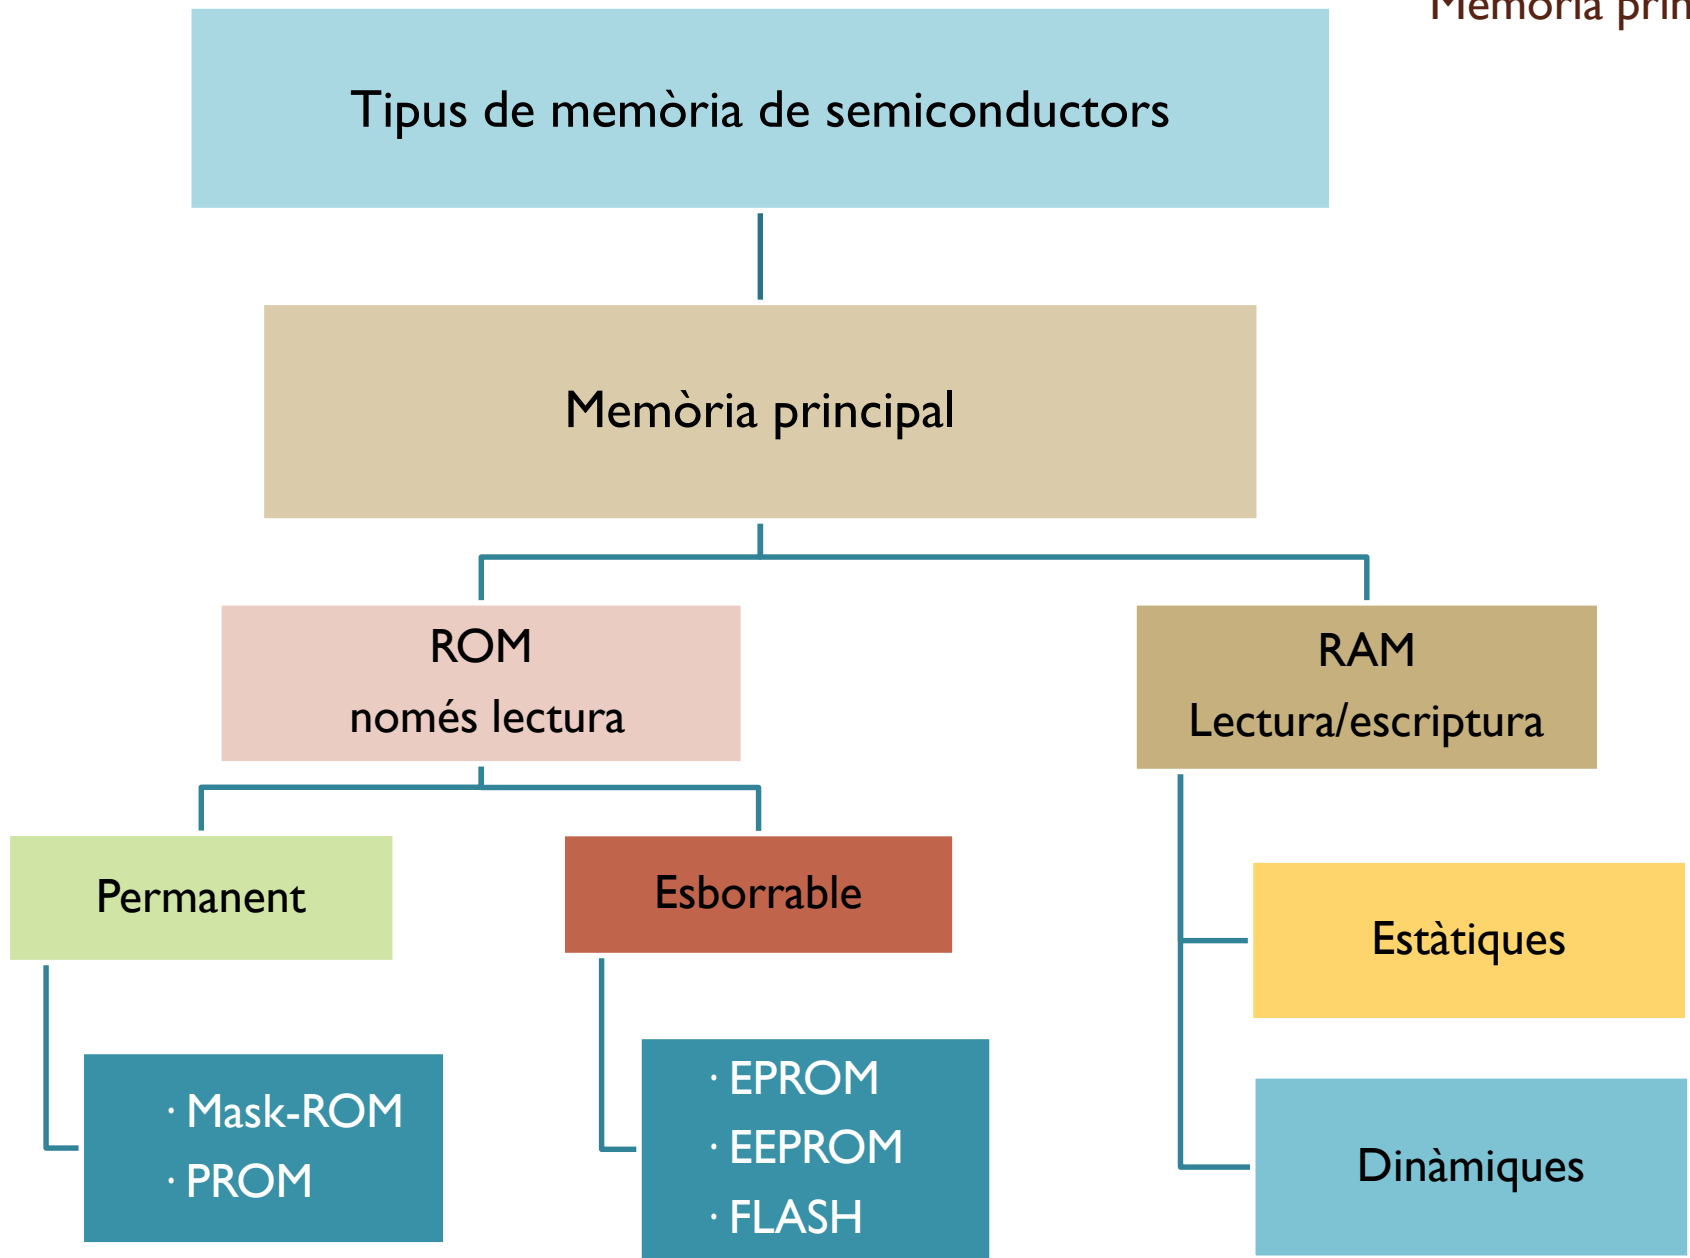 Memòria
Tipus de memòria de semiconductors
Memòria principal
ROM
només lectura
RAM
Lectura/escriptura
Permanent
Esborrable
Estàtiques
· Mask-ROM
· PROM
· EPROM
· EEPROM
· FLASH
Dinàmiques